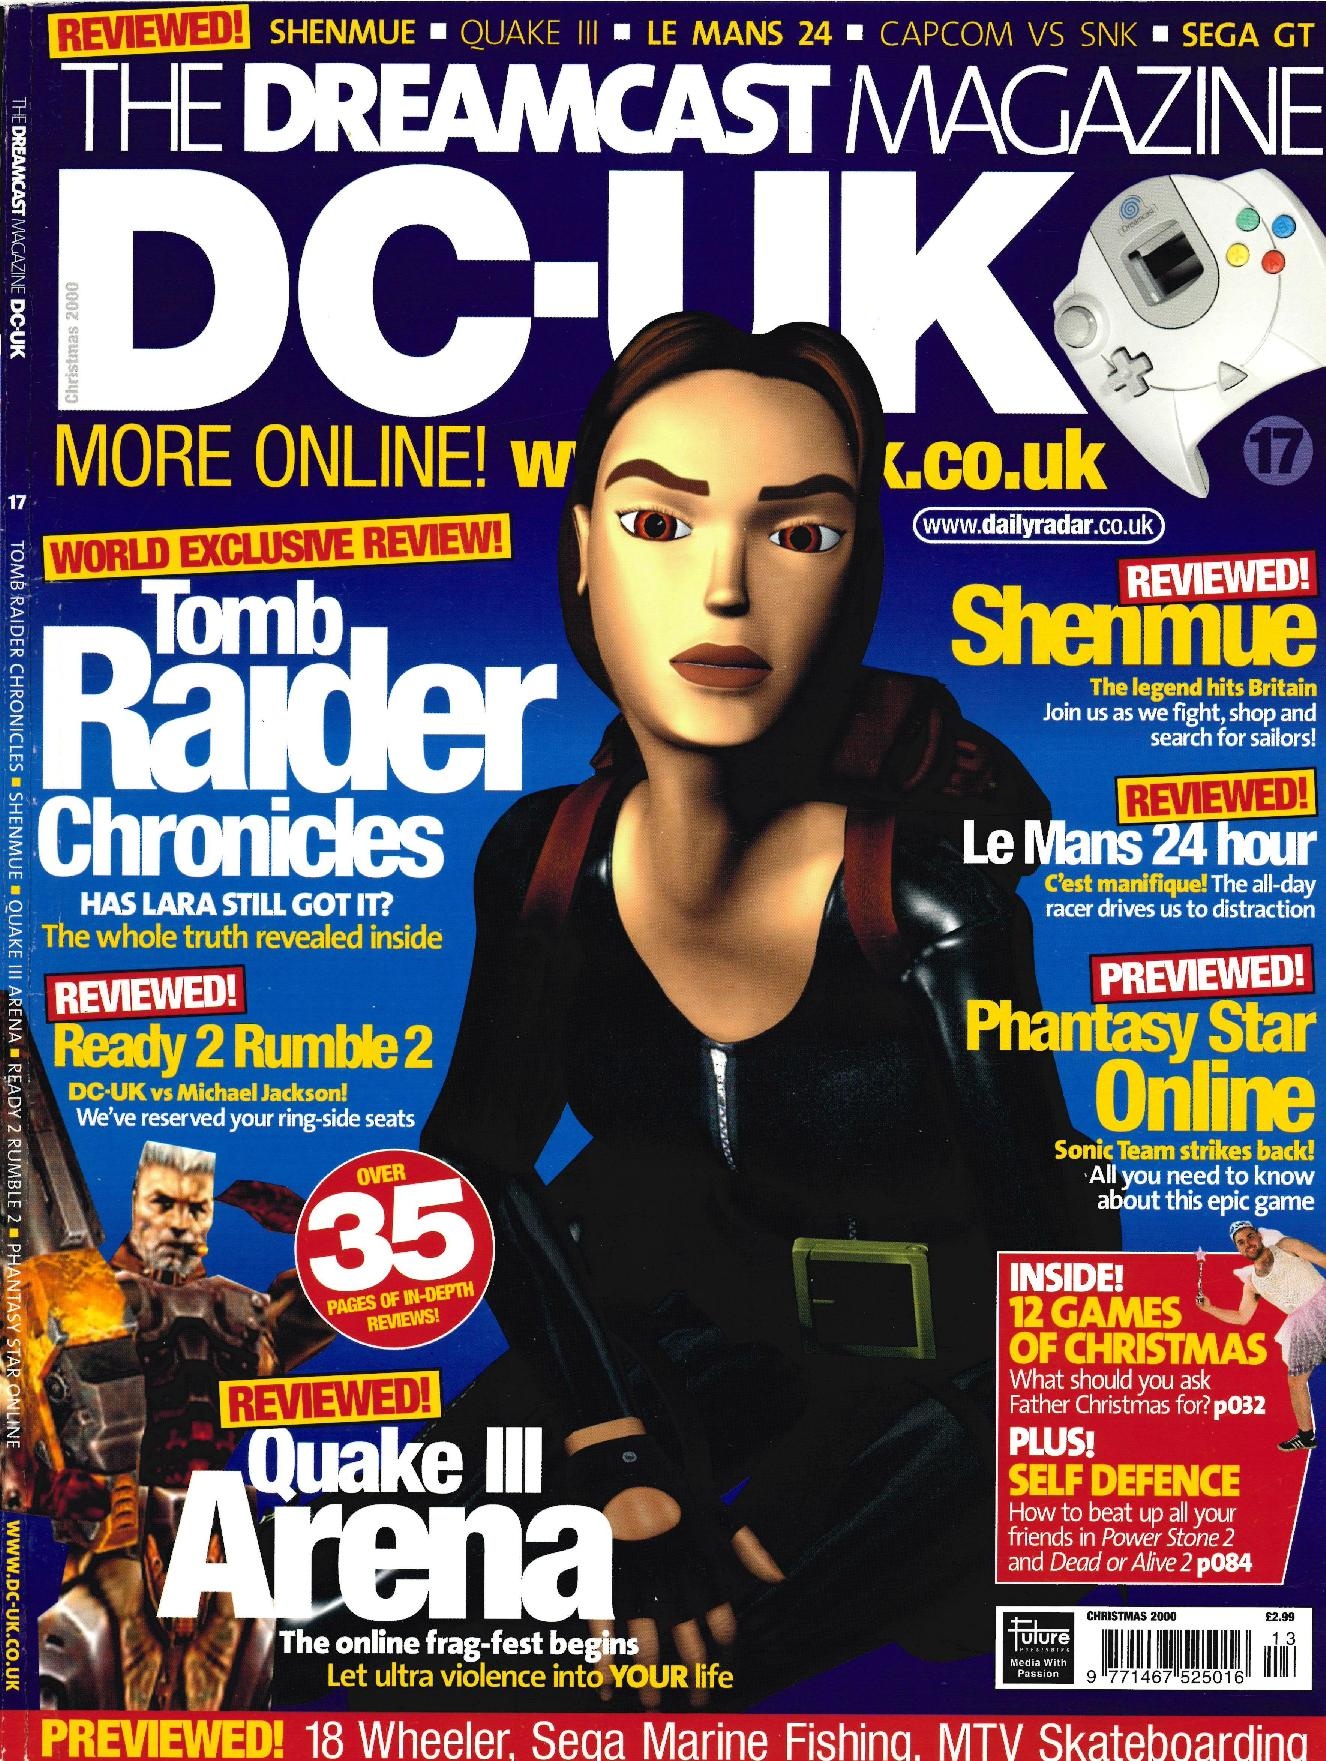 REVIEWED! SHENMUE ■ QUAKE III ■ LE MANS 24 ■ CAPCOM VS SNK ■ SEGA GT
THE DREAMCAST MAGAZINE
DC-UK
Christmas 2000
Dreamcast
MORE ONLINE! w k.co.uk
17
www.dailyradar.co.uk
WORLD EXCLUSIVE REVIEW!
Tomb
Raider
Chronicles
HAS LARA STILL GOT IT?
The whole truth revealed inside
REVIEWED!
Ready 2 Rumble 2
DC-UK vs Michael Jackson!
We've reserved your ring-side seats
OVER
35
PAGES OF IN-DEPTH
REVIEWS!
REVIEWED!
Quake III
Arena
The online frag-fest begins
Let ultra violence into YOUR life
REVIEWED!
Shenmue
The legend hits Britain
Join us as we fight, shop and
search for sailors!
REVIEWED!
Le Mans 24 hour
C'est manifique! The all-day
racer drives us to distraction
PREVIEWED!
Phantasy Star
Online
Sonic Team strikes back!
All you need to know
about this epic game
INSIDE!
12 GAMES
OF CHRISTMAS
What should you ask
Father Christmas for? p032
PLUS!
SELF DEFENCE
How to beat up all your
friends in Power Stone 2
and Dead or Alive 2 p084
Future
Media With
Passion
CHRISTMAS 2000 £2.99
13
9 771467 525016
PREVIEWED! 18 Wheeler, Sega Marine Fishing, MTV Skateboarding
THE DREAMCAST MAGAZINE DC-UK 17 TOMB RAIDER CHRONICLES ■ SHENMUE ■ QUAKE III ARENA ■ READY 2 RUMBLE 2 ■ PHANTASY STAR ONLINE WWW.DC-UK.CO.UK